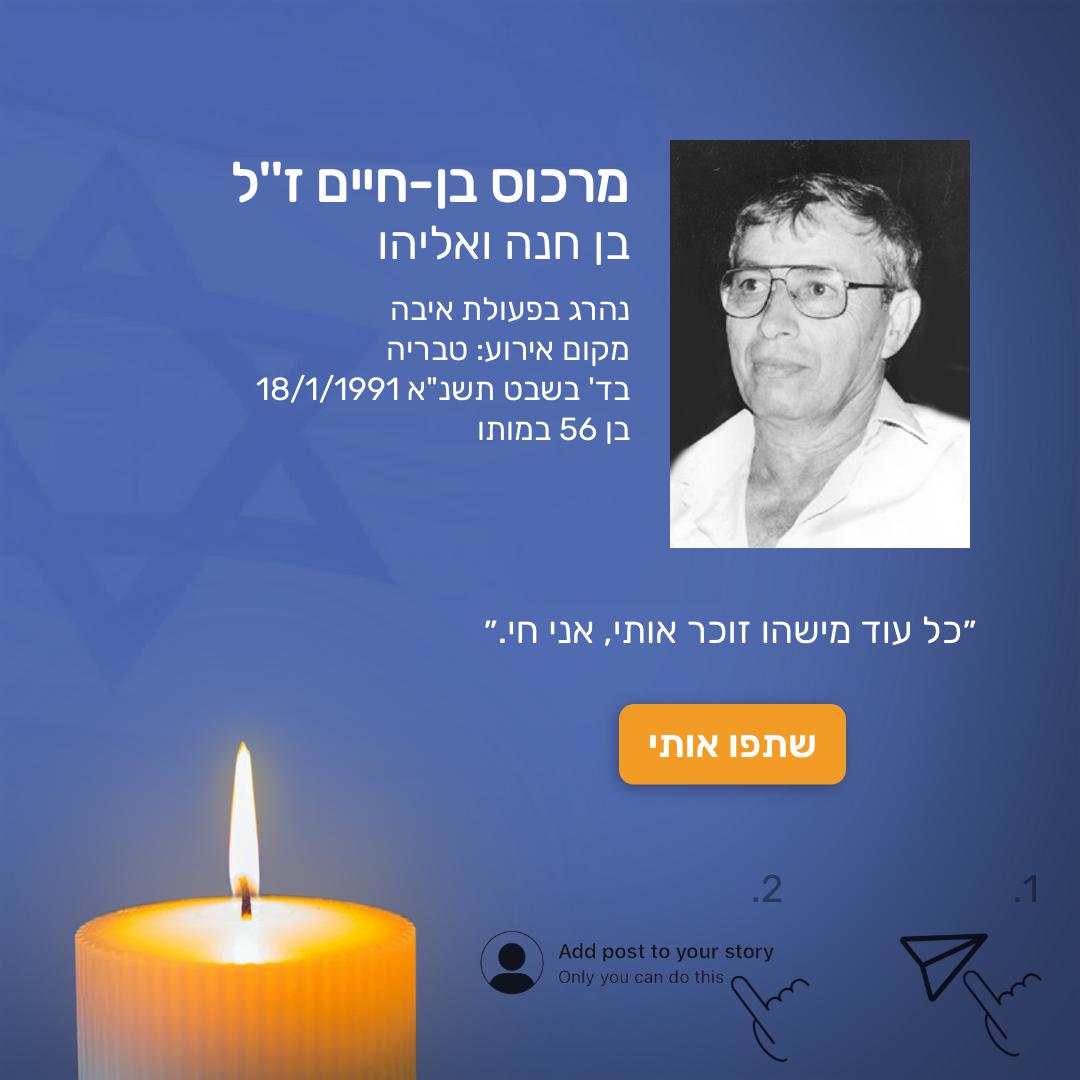 מרכוס בן-חיים ז"ל
בן חנה ואליהו
נהרג בפעולת איבה
מקום אירוע: טבריה
בד' בשבט תשנ"א 18/1/1991
בן 56 במותו
״כל עוד מישהו זוכר אותי, אני חי.״
שתפו אותי
1.
2.
Add post to your story
Only you can do this